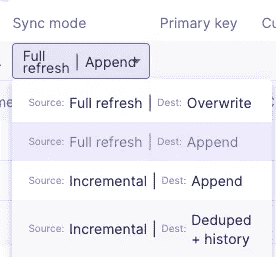 Sync mode Primary key Cu
Full refresh | Append
me
Source: Full refresh | Dest: Overwrite
Source: Full refresh | Dest: Append
Source: Incremental | Dest: Append
Source: Incremental | Dest: Deduped
+ history